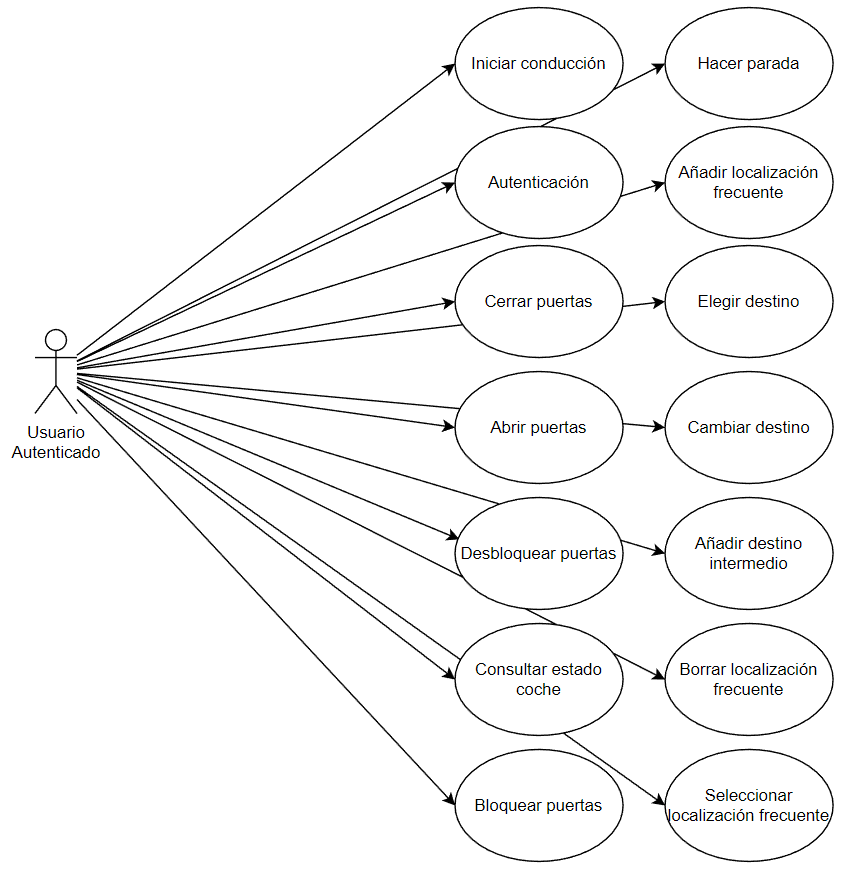 Iniciar conducción
Hacer parada
Autenticación
Añadir localización
frecuente
Cerrar puertas
Elegir destino
Usuario
Autenticado
Abrir puertas
Cambiar destino
Desbloquear puertas
Añadir destino
intermedio
Consultar estado
coche
Borrar localización
frecuente
Bloquear puertas
Seleccionar
localización frecuente